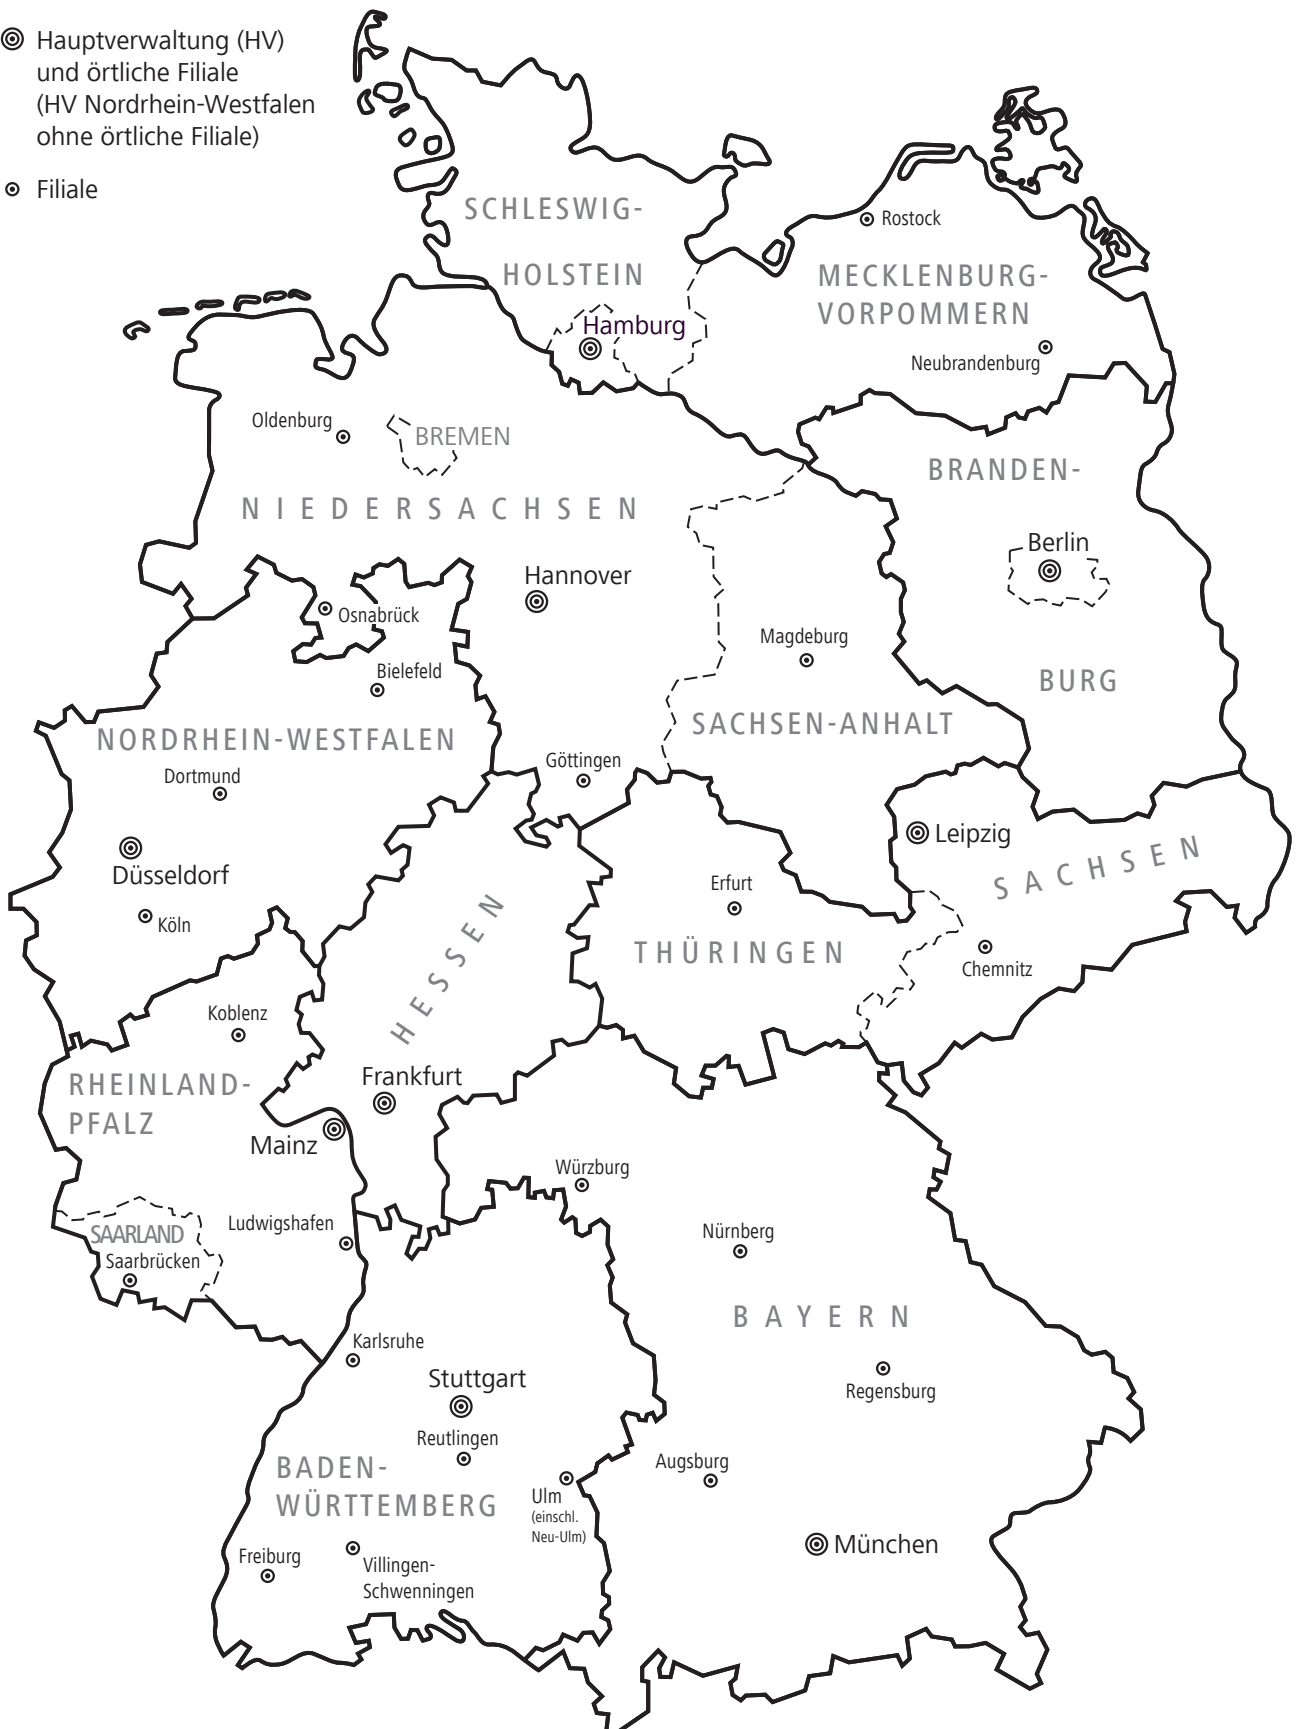 Hauptverwaltung (HV)
und örtliche Filiale
(HV Nordrhein-Westfalen
ohne örtliche Filiale)
Filiale
SCHLESWIG-
HOLSTEIN
Rostock
MECKLENBURG-
VORPOMMERN
Hamburg
Neubrandenburg
Oldenburg
BREMEN
NIEDERSACHSEN
BRANDEN-
BURG
Berlin
Hannover
Osnabrück
Magdeburg
Bielefeld
SACHSEN-ANHALT
NORDRHEIN-WESTFALEN
Göttingen
Dortmund
Leipzig
SACHSEN
Düsseldorf
Erfurt
Köln
HESSEN
THÜRINGEN
Chemnitz
Koblenz
RHEINLAND-
PFALZ
Frankfurt
Mainz
Würzburg
Ludwigshafen
SAARLAND
Saarbrücken
Nürnberg
BAYERN
Karlsruhe
Stuttgart
Regensburg
Reutlingen
BADEN-
WÜRTTEMBERG
Augsburg
Ulm
(einschl.
Neu-Ulm)
München
Freiburg
Villingen-
Schwenningen